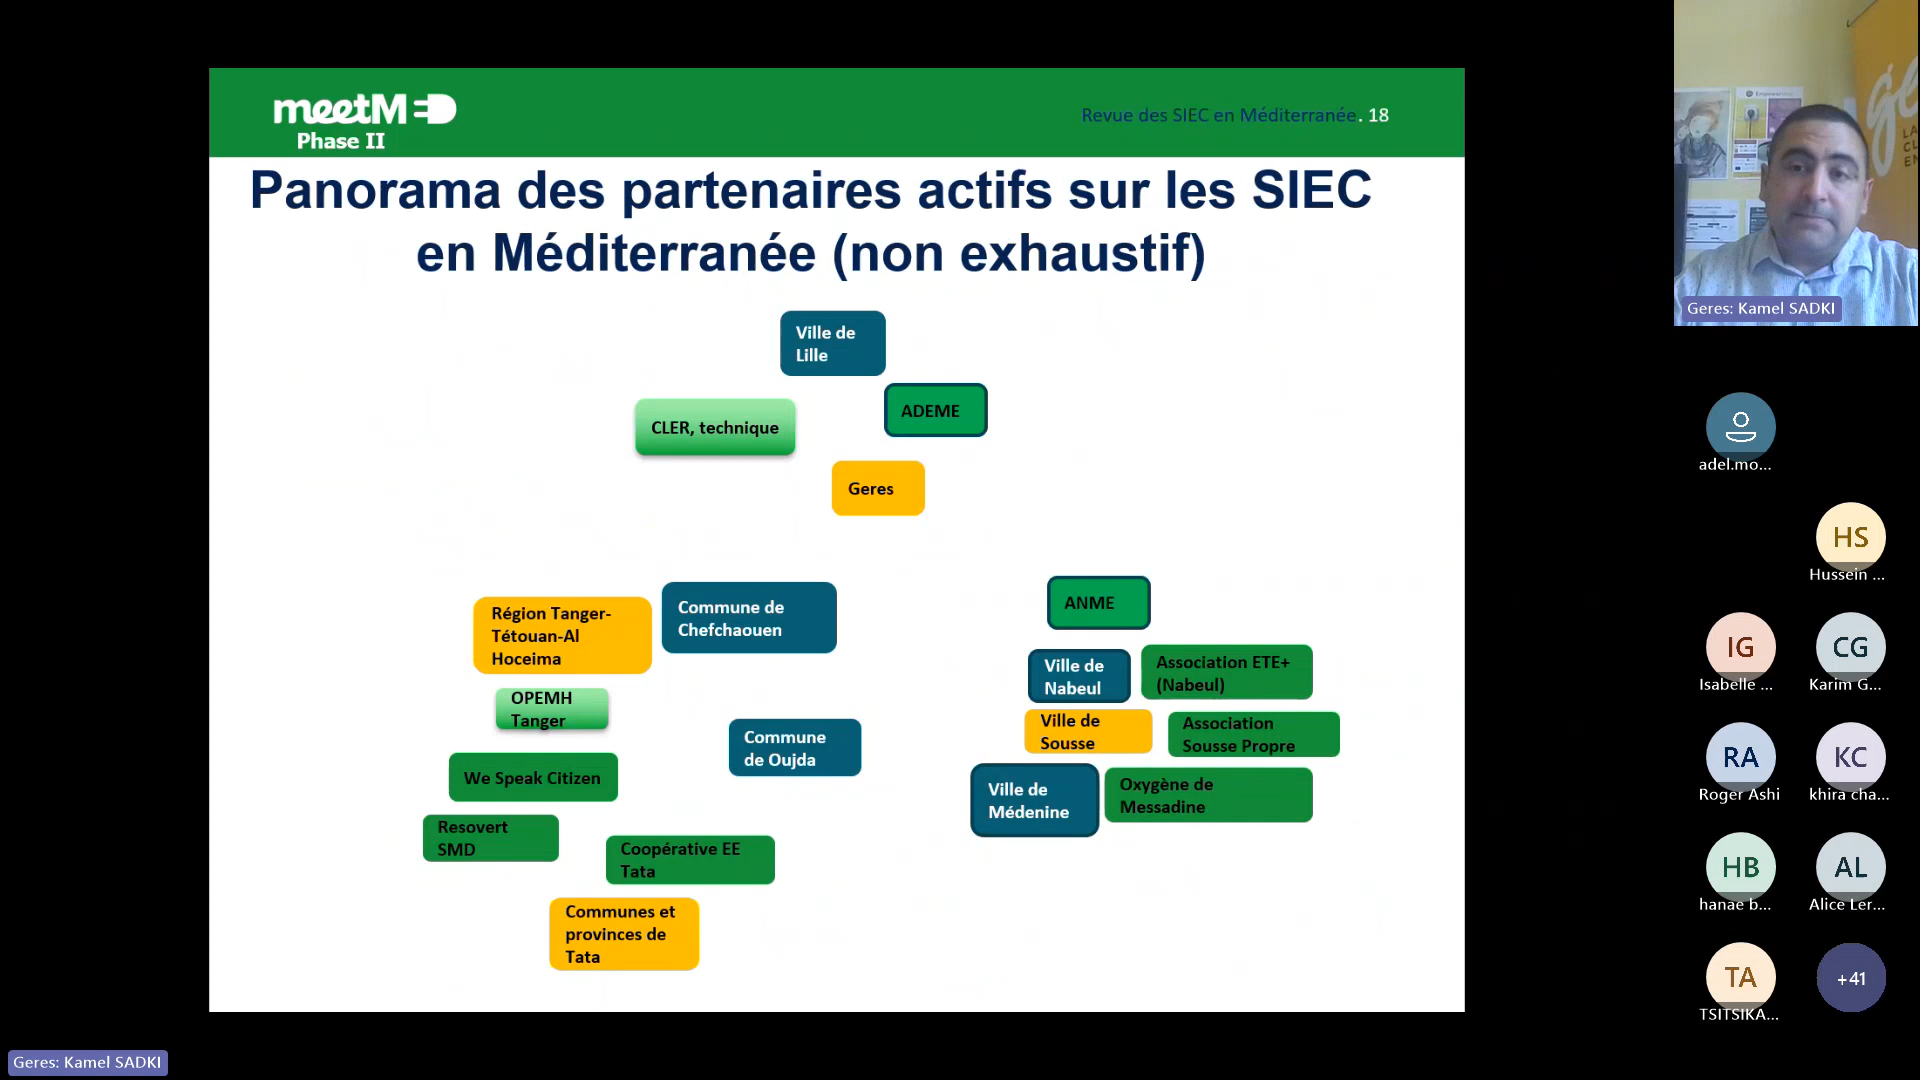 meetMED
Phase II
Revue des SIEC en Méditerranée. 18
Panorama des partenaires actifs sur les SIEC
en Méditerranée (non exhaustif)
Ville de
Lille
ADEME
CLER, technique
Geres
Région Tanger-
Tétouan-Al
Hoceima
Commune de
Chefchaouen
OPEMH
Tanger
Commune
de Oujda
We Speak Citizen
Resovert
SMD
Coopérative EE
Tata
Communes et
provinces de
Tata
ANME
Ville de
Nabeul
Association ETE+
(Nabeul)
Ville de
Sousse
Association
Sousse Propre
Ville de
Médenine
Oxygène de
Messadine
Geres: Kamel SADKI
adel.mo...
HS
Hussein ...
IG
Isabelle ...
CG
Karim G...
RA
Roger Ashi
KC
khira cha...
HB
hanae b...
AL
Alice Ler...
TA
TSITSIKA...
+41
Geres: Kamel SADKI